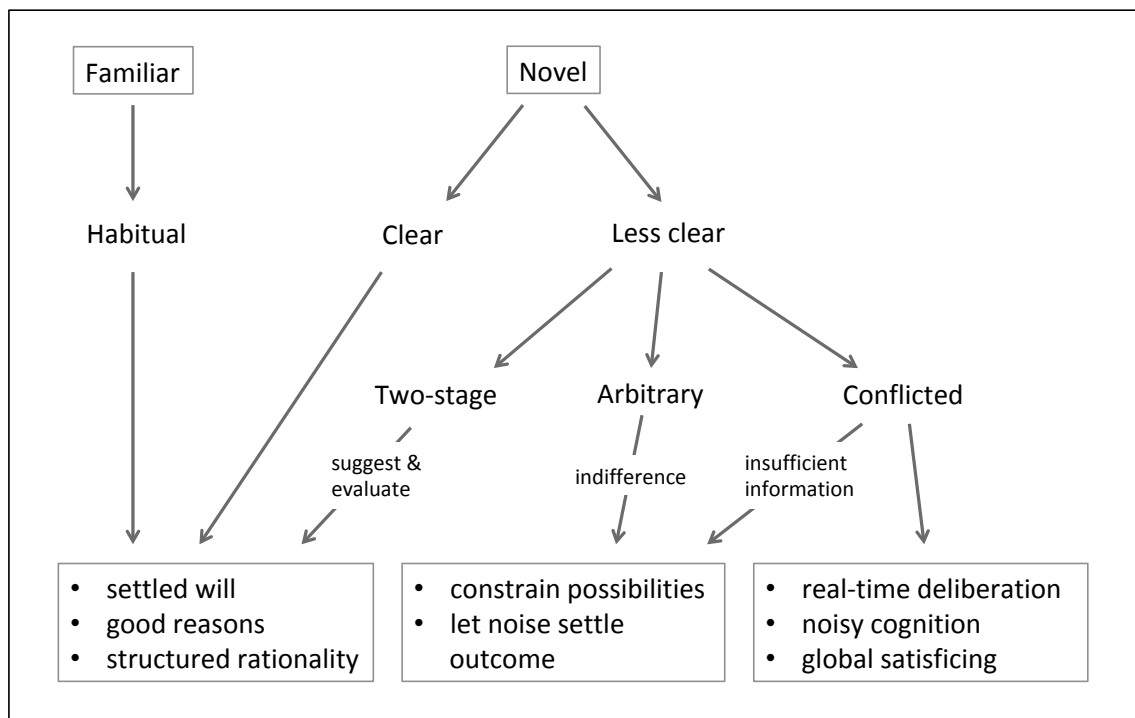 Familiar
Novel
Habitual
Clear
Less clear
Two-stage
Arbitrary
Conflicted
suggest &
evaluate
indifference
insufficient
information
• settled will
• good reasons
• structured rationality
• constrain possibilities
• let noise settle
outcome
• real-time deliberation
• noisy cognition
• global satisficing